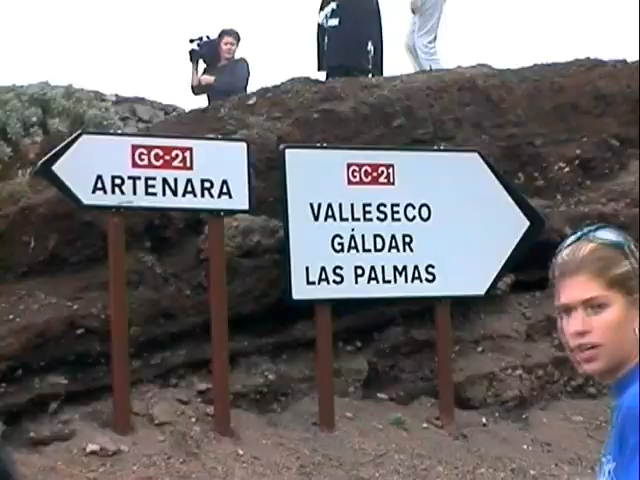 GC-21
ARTENARA
GC-21
VALLESECO
GÁLDAR
LAS PALMAS